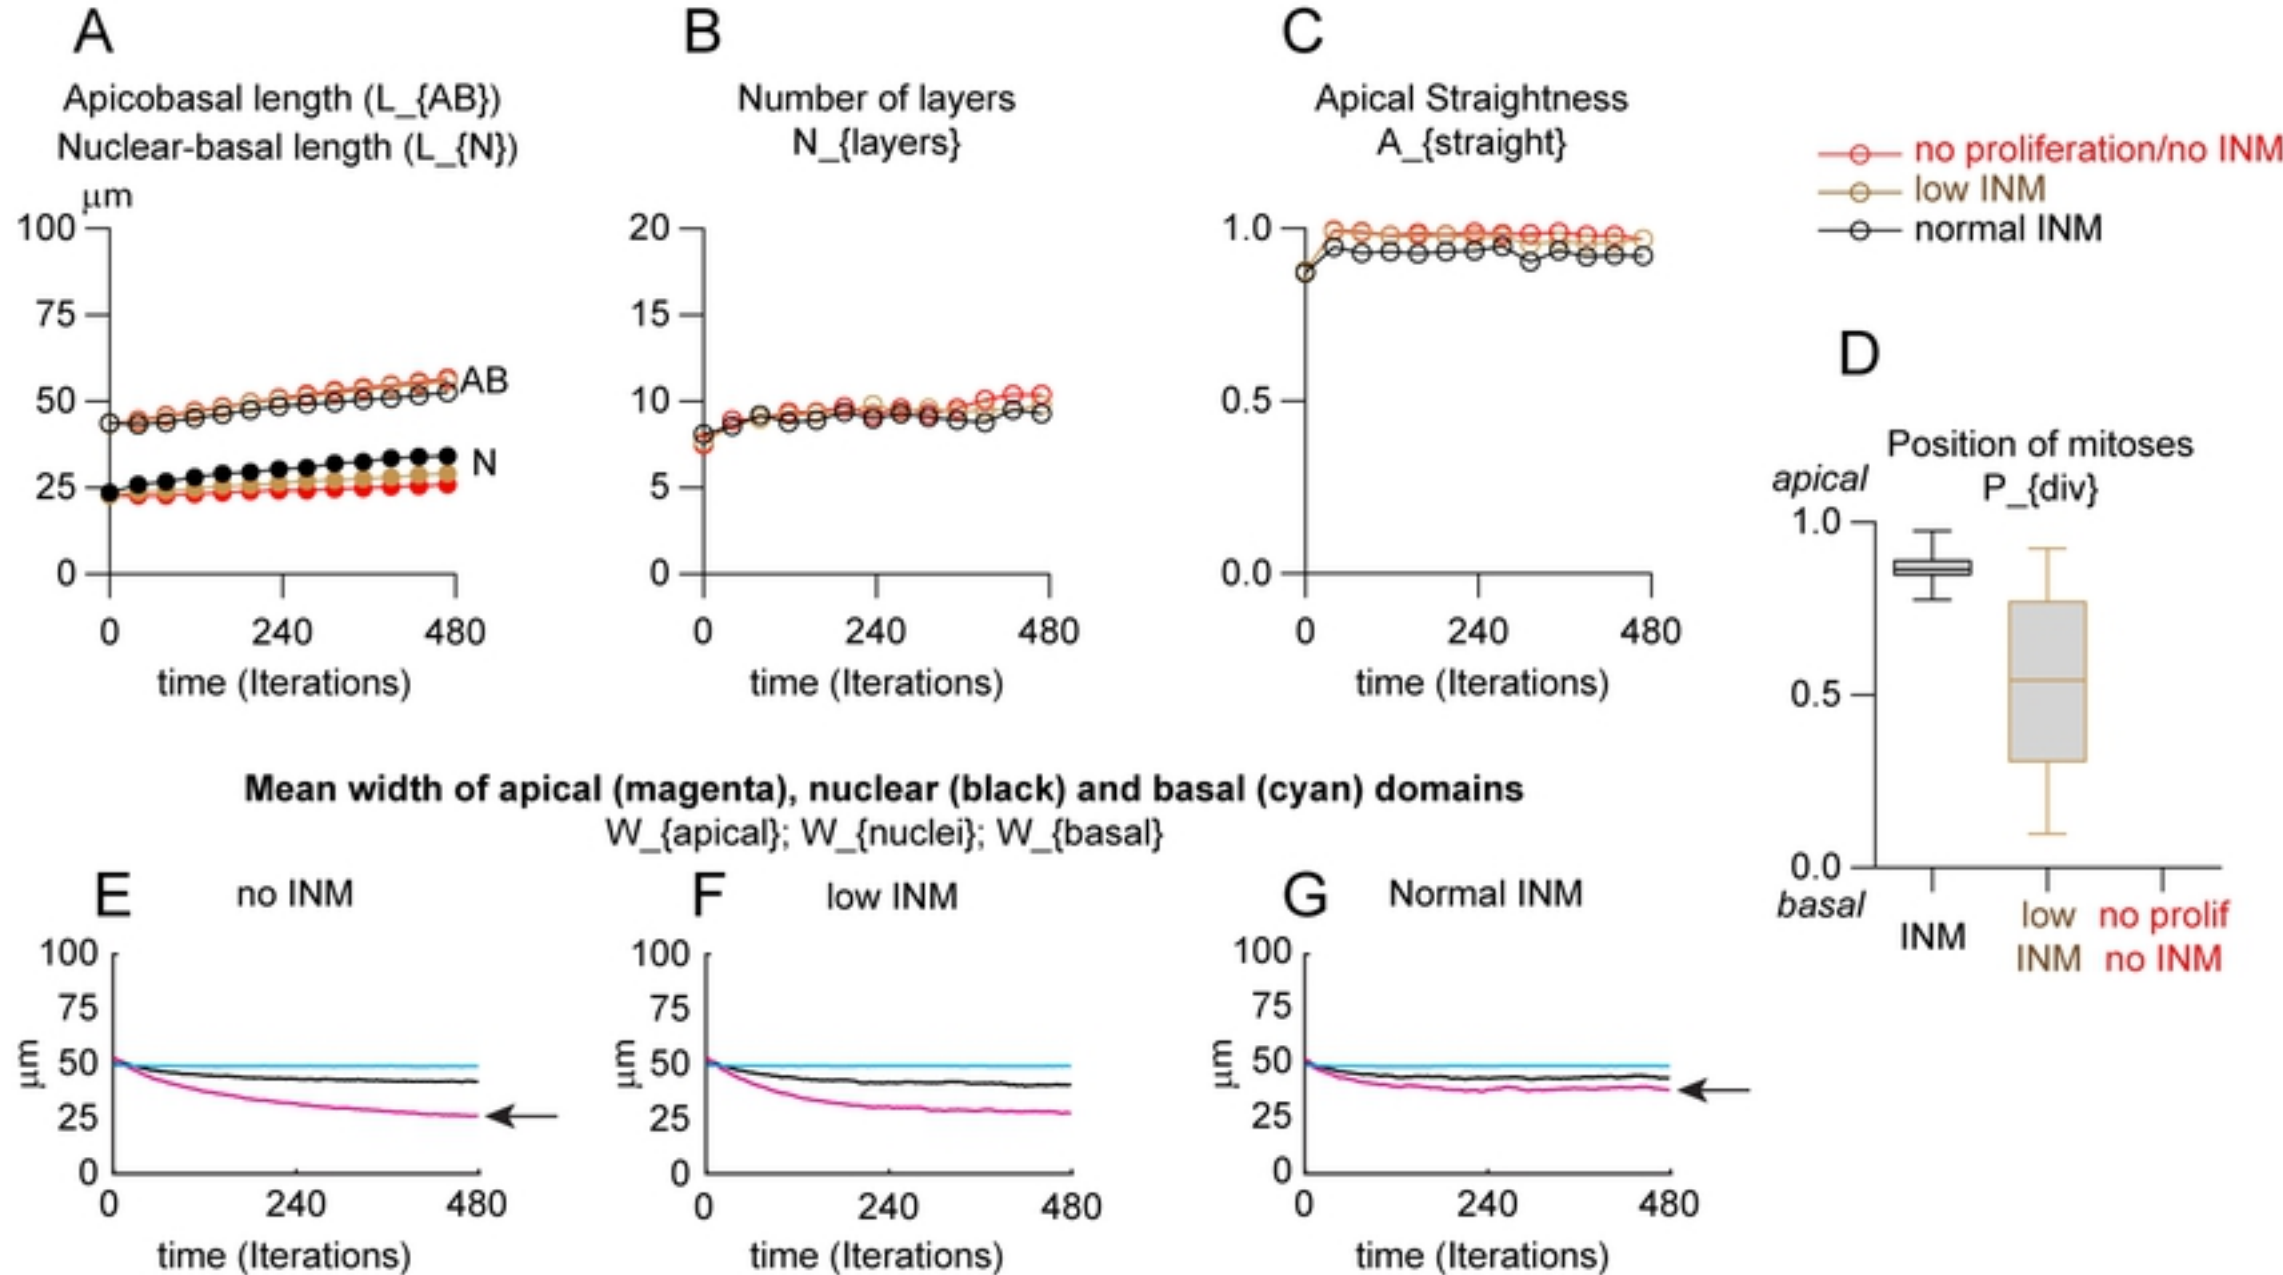 A
Apicobasal length (L_{AB})
Nuclear-basal length (L_{N})
μm
100
75
50
25
0
AB
N
0 240 480
time (Iterations)
B
Number of layers
N_{layers}
20
15
10
5
0
0 240 480
time (Iterations)
C
Apical Straightness
A_{straight}
1.0
0.5
0.0
0 240 480
time (Iterations)
no proliferation/no INM
low INM
normal INM
D
Position of mitoses
P_{div}
apical
1.0
0.5
0.0
basal
INM
low
INM
no prolif
no INM
Mean width of apical (magenta), nuclear (black) and basal (cyan) domains
W_{apical}; W_{nuclei}; W_{basal}
E
no INM
μm
100
75
50
25
0
0 240 480
time (Iterations)
F
low INM
μm
100
75
50
25
0
0 240 480
time (Iterations)
G
Normal INM
μm
100
75
50
25
0
0 240 480
time (Iterations)